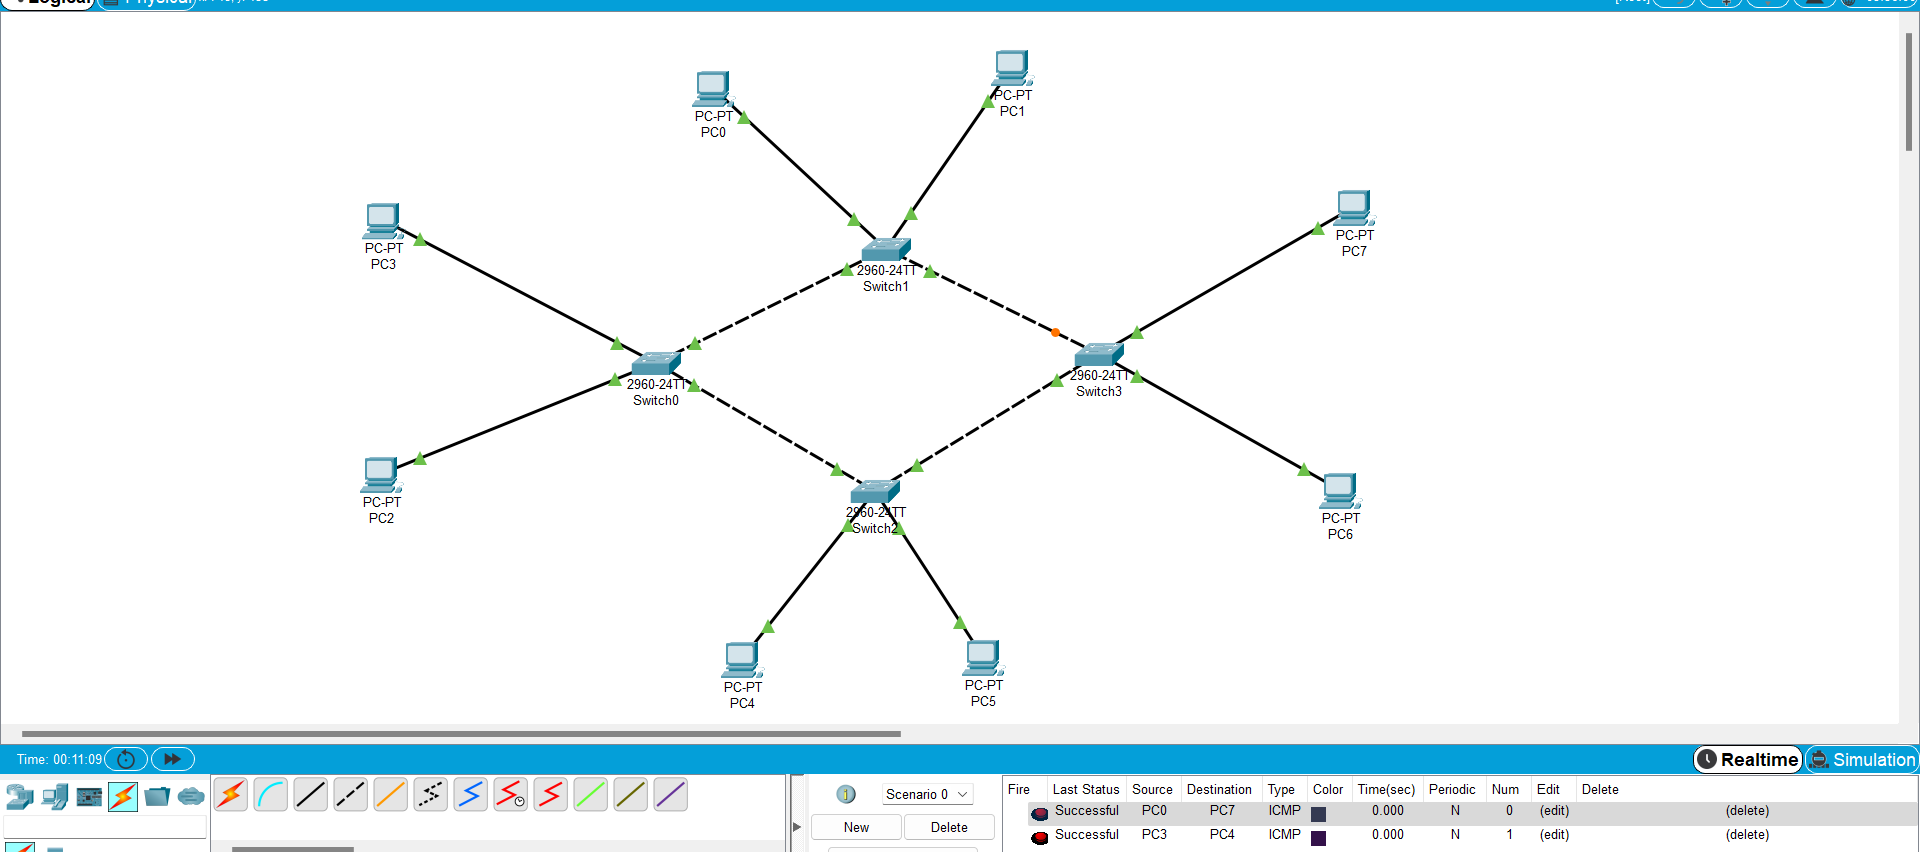 Logical Physical
PC-PT
PC0
PC-PT
PC1
PC-PT
PC3
PC-PT
PC7
2960-24TT
Switch1
2960-24TT
Switch0
2960-24TT
Switch3
PC-PT
PC2
2960-24TT
Switch2
PC-PT
PC6
PC-PT
PC4
PC-PT
PC5
Time: 00:11:09
Realtime
Simulation
Scenario 0
New
Delete
Fire Last Status Source Destination Type Color Time(sec) Periodic Num Edit Delete
Successful PC0 PC7 ICMP 0.000 N 0 (edit) (delete)
Successful PC3 PC4 ICMP 0.000 N 1 (edit) (delete)